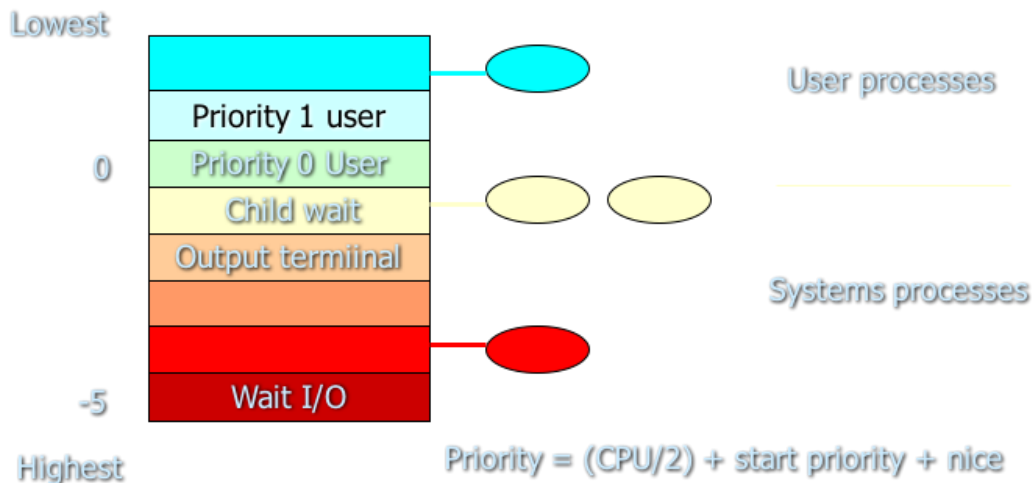 Lowest
User processes
Priority 1 user
0
Priority 0 User
Child wait
Output termiinal
Systems processes
-5
Wait I/O
Highest
Priority = (CPU/2) + start priority + nice